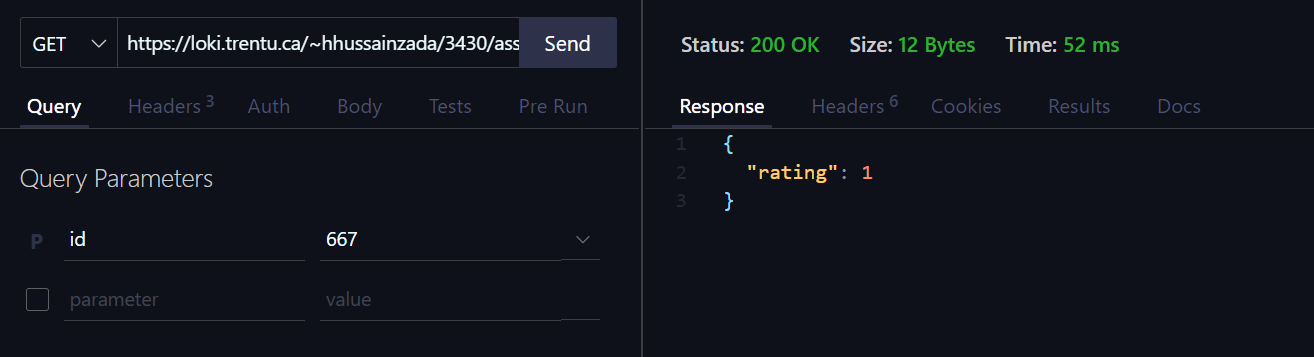 GET https://loki.trentu.ca/~hhussainzada/3430/ass Send
Query Headers 3 Auth Body Tests Pre Run
Query Parameters
P id 667
parameter value
Status: 200 OK Size: 12 Bytes Time: 52 ms
Response Headers 6 Cookies Results Docs
1 {
2 "rating": 1
3 }